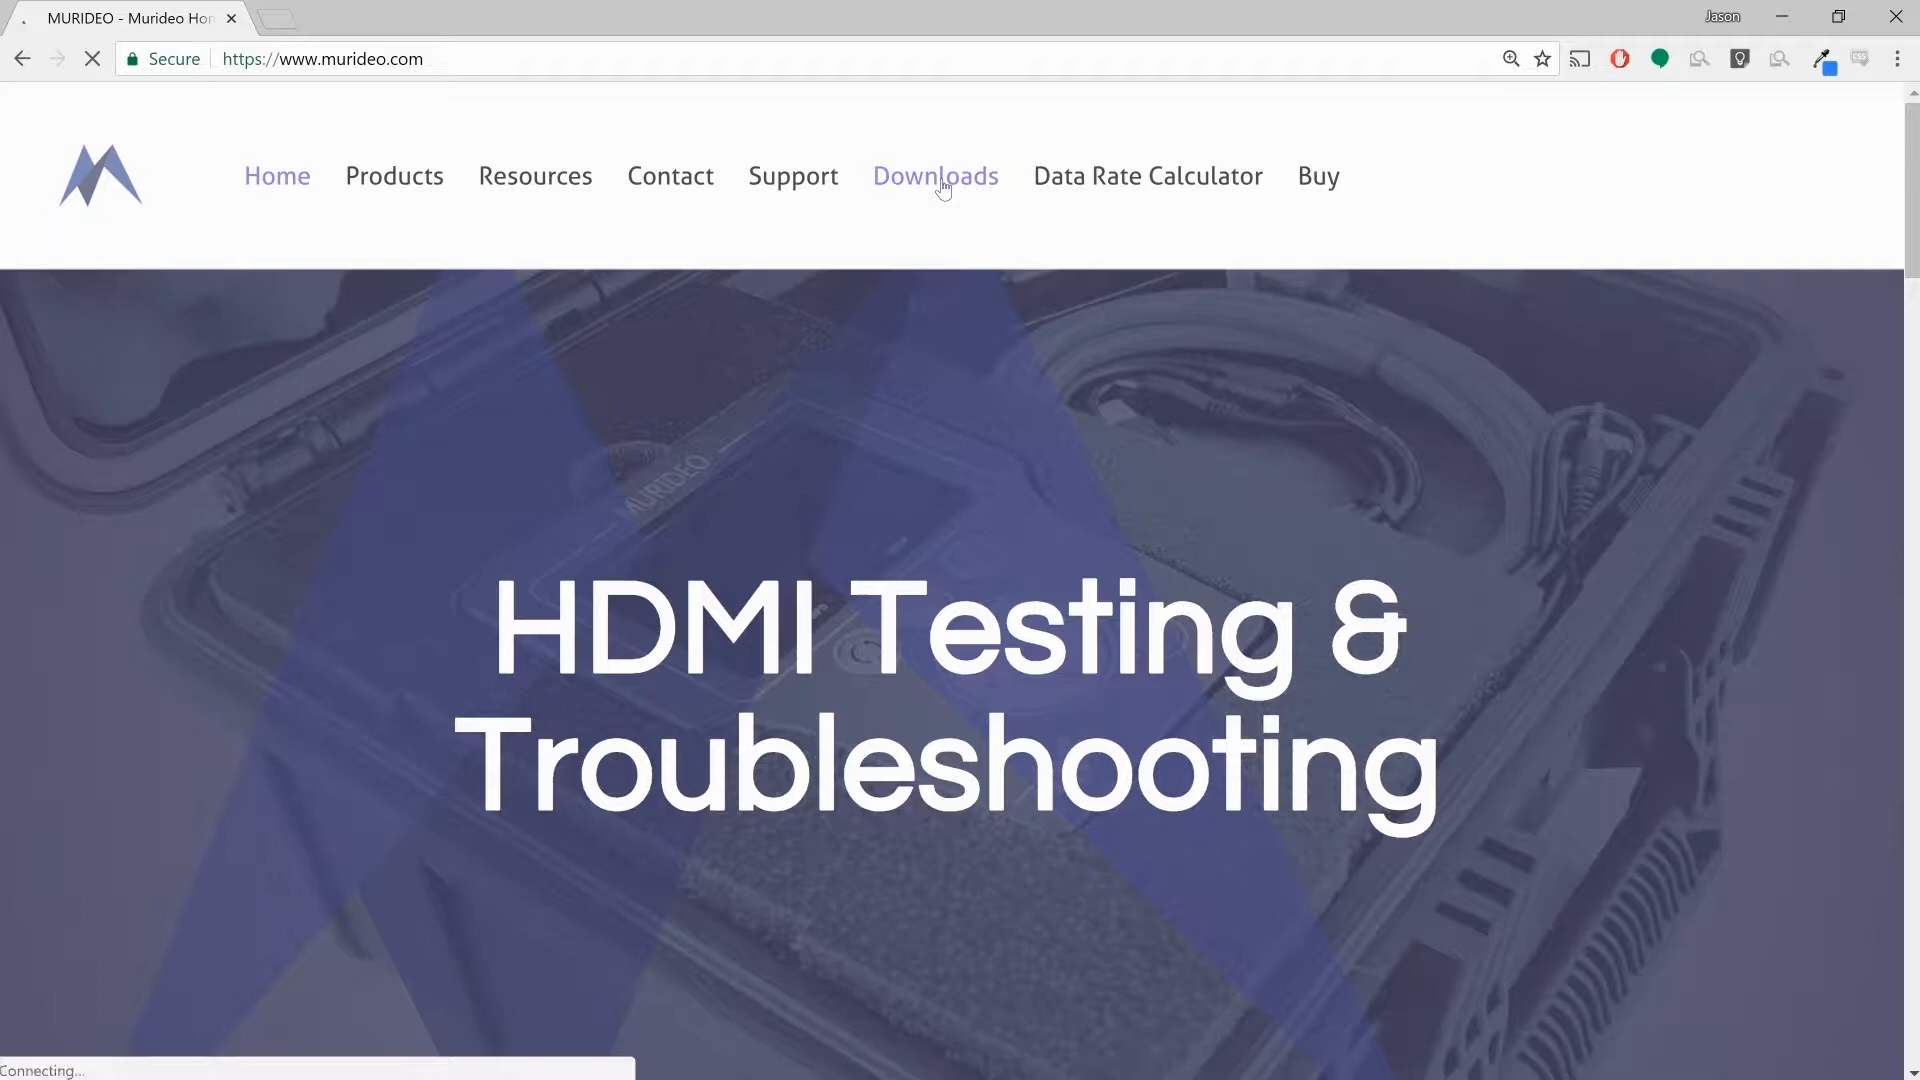 MURIDEO - Murideo Hor
Jason
Secure
https://www.murideo.com
Home Products Resources Contact Support Downloads Data Rate Calculator Buy
MURIDEO
HDMI Testing &
Troubleshooting
Connecting...